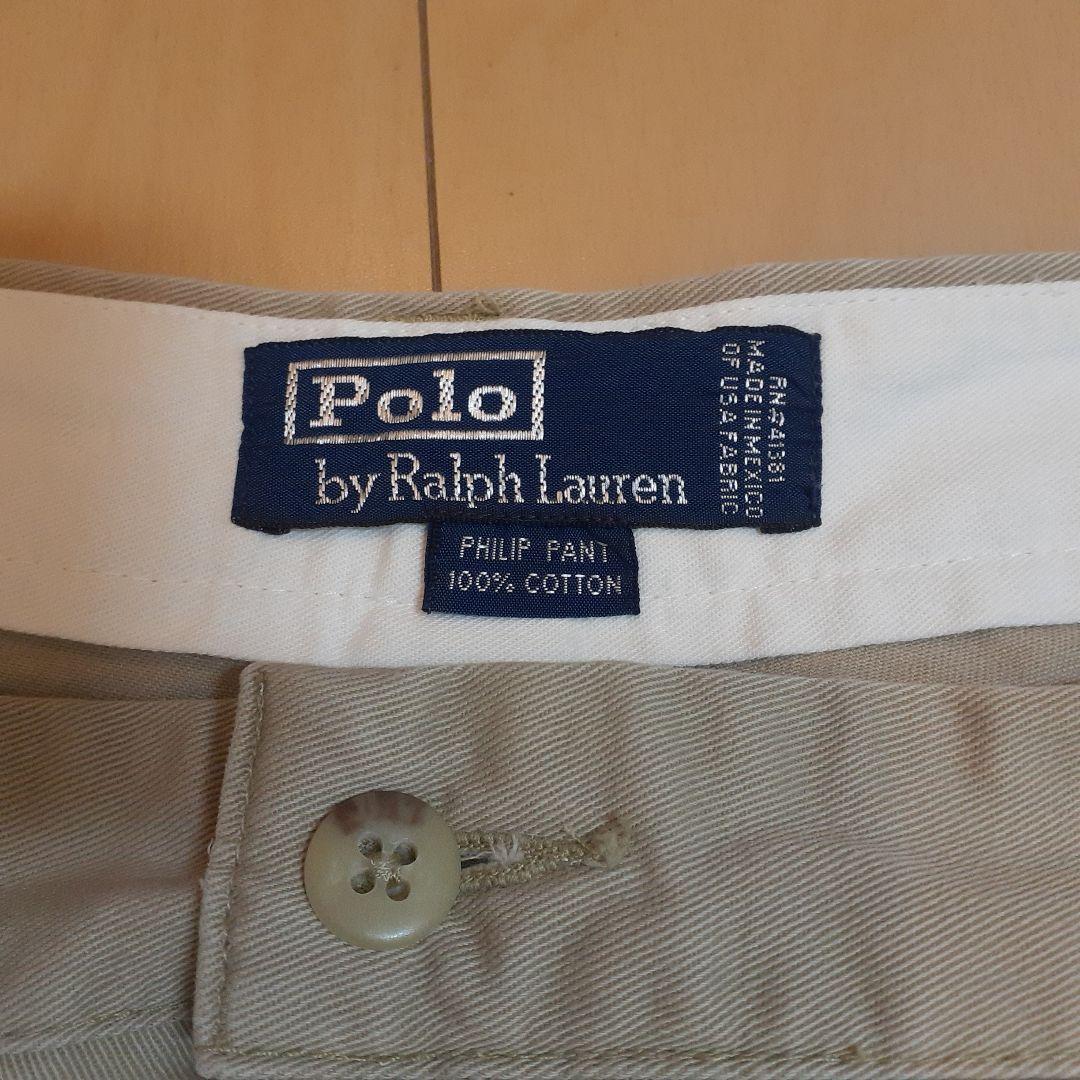 Polo
by Ralph Lauren
RN#41381
MADE IN MEXICO
OF USA FABRIC
PHILIP PANT
100% COTTON